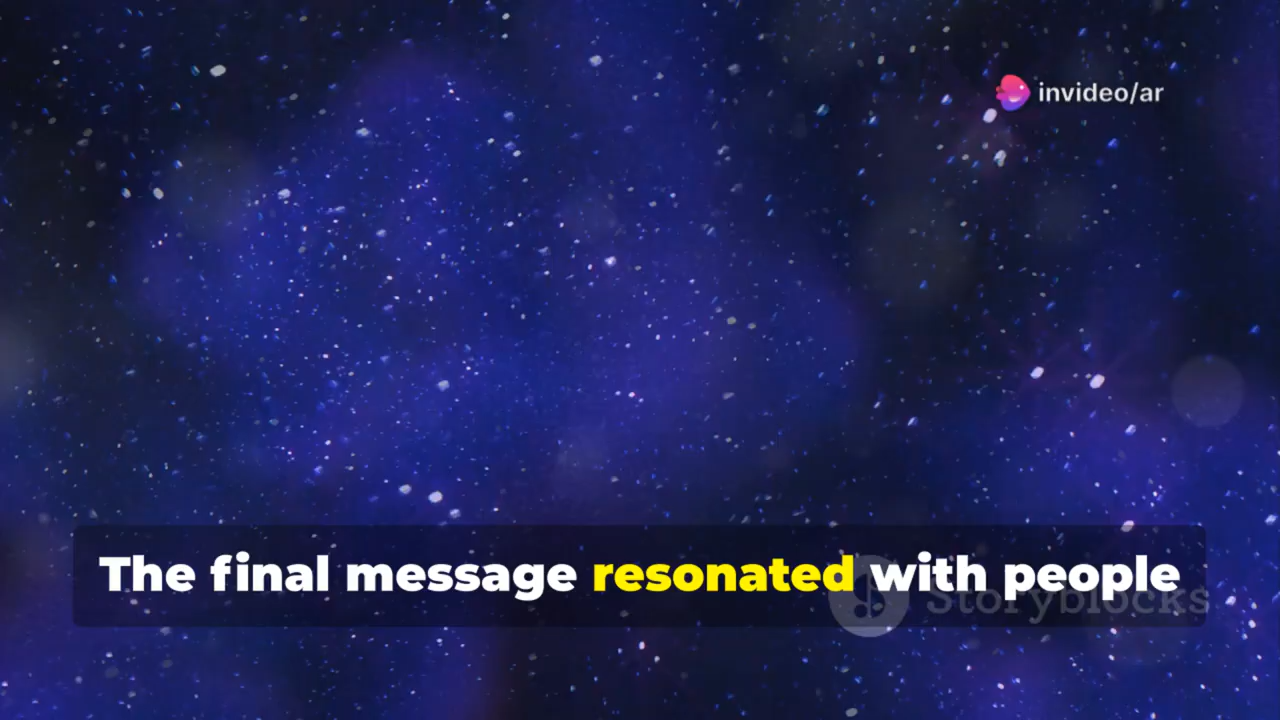 invideo/ar
The final message resonated with people
Storyblocks